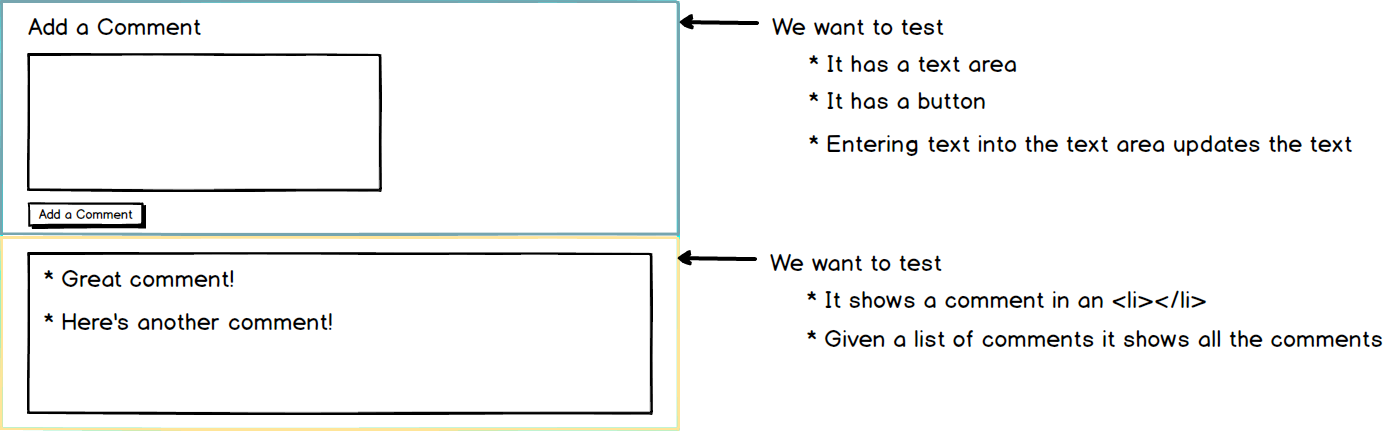 Add a Comment
Add a Comment
* Great comment!
* Here's another comment!
We want to test
* It has a text area
* It has a button
* Entering text into the text area updates the text
We want to test
* It shows a comment in an <li></li>
* Given a list of comments it shows all the comments